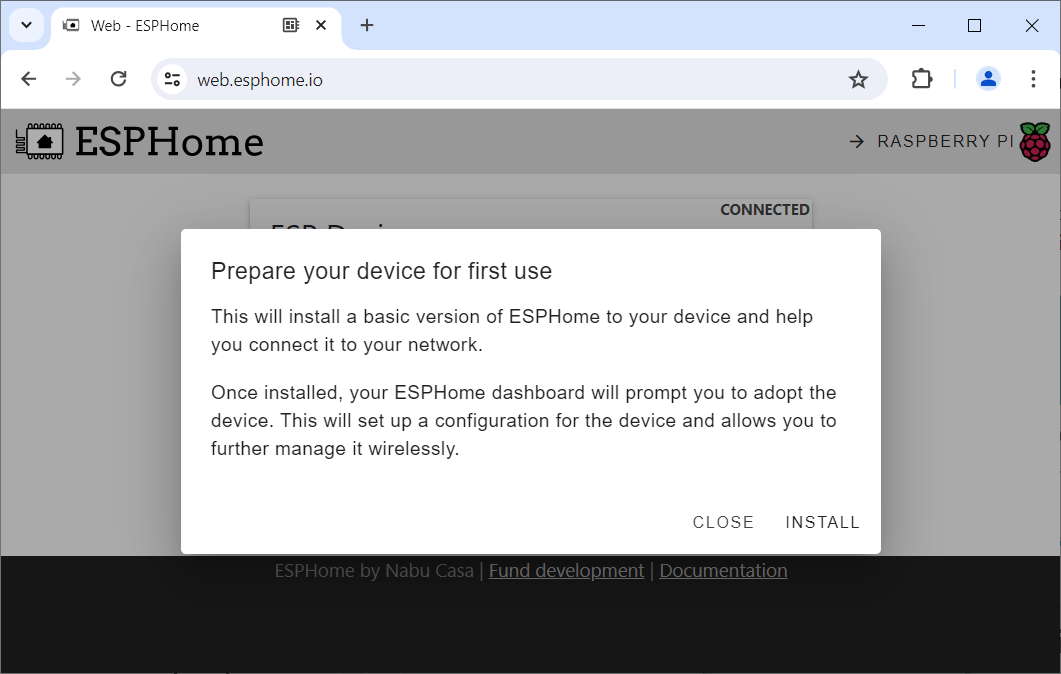 Web - ESPHome
web.esphome.io
ESPHome
RASPBERRY PI
CONNECTED
Prepare your device for first use
This will install a basic version of ESPHome to your device and help
you connect it to your network.
Once installed, your ESPHome dashboard will prompt you to adopt the
device. This will set up a configuration for the device and allows you to
further manage it wirelessly.
CLOSE INSTALL
ESPHome by Nabu Casa | Fund development | Documentation